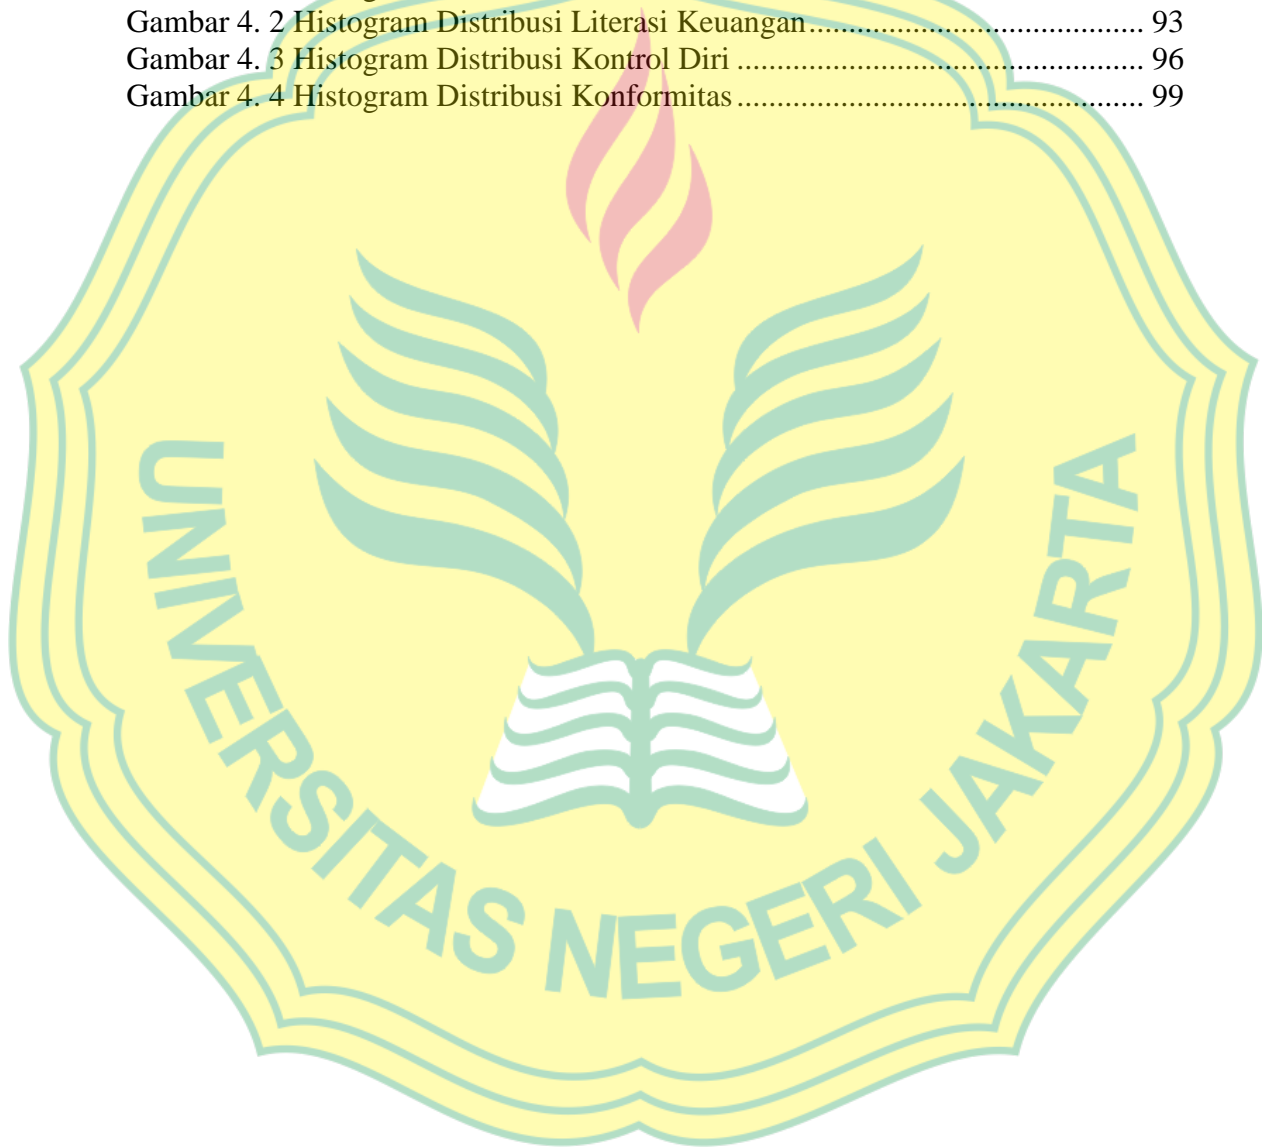 Gambar 4. 2 Histogram Distribusi Literasi Keuangan.......................................... 93
Gambar 4. 3 Histogram Distribusi Kontrol Diri ................................................... 96
Gambar 4. 4 Histogram Distribusi Konformitas ................................................... 99
UNIVERSITAS NEGERI JAKARTA